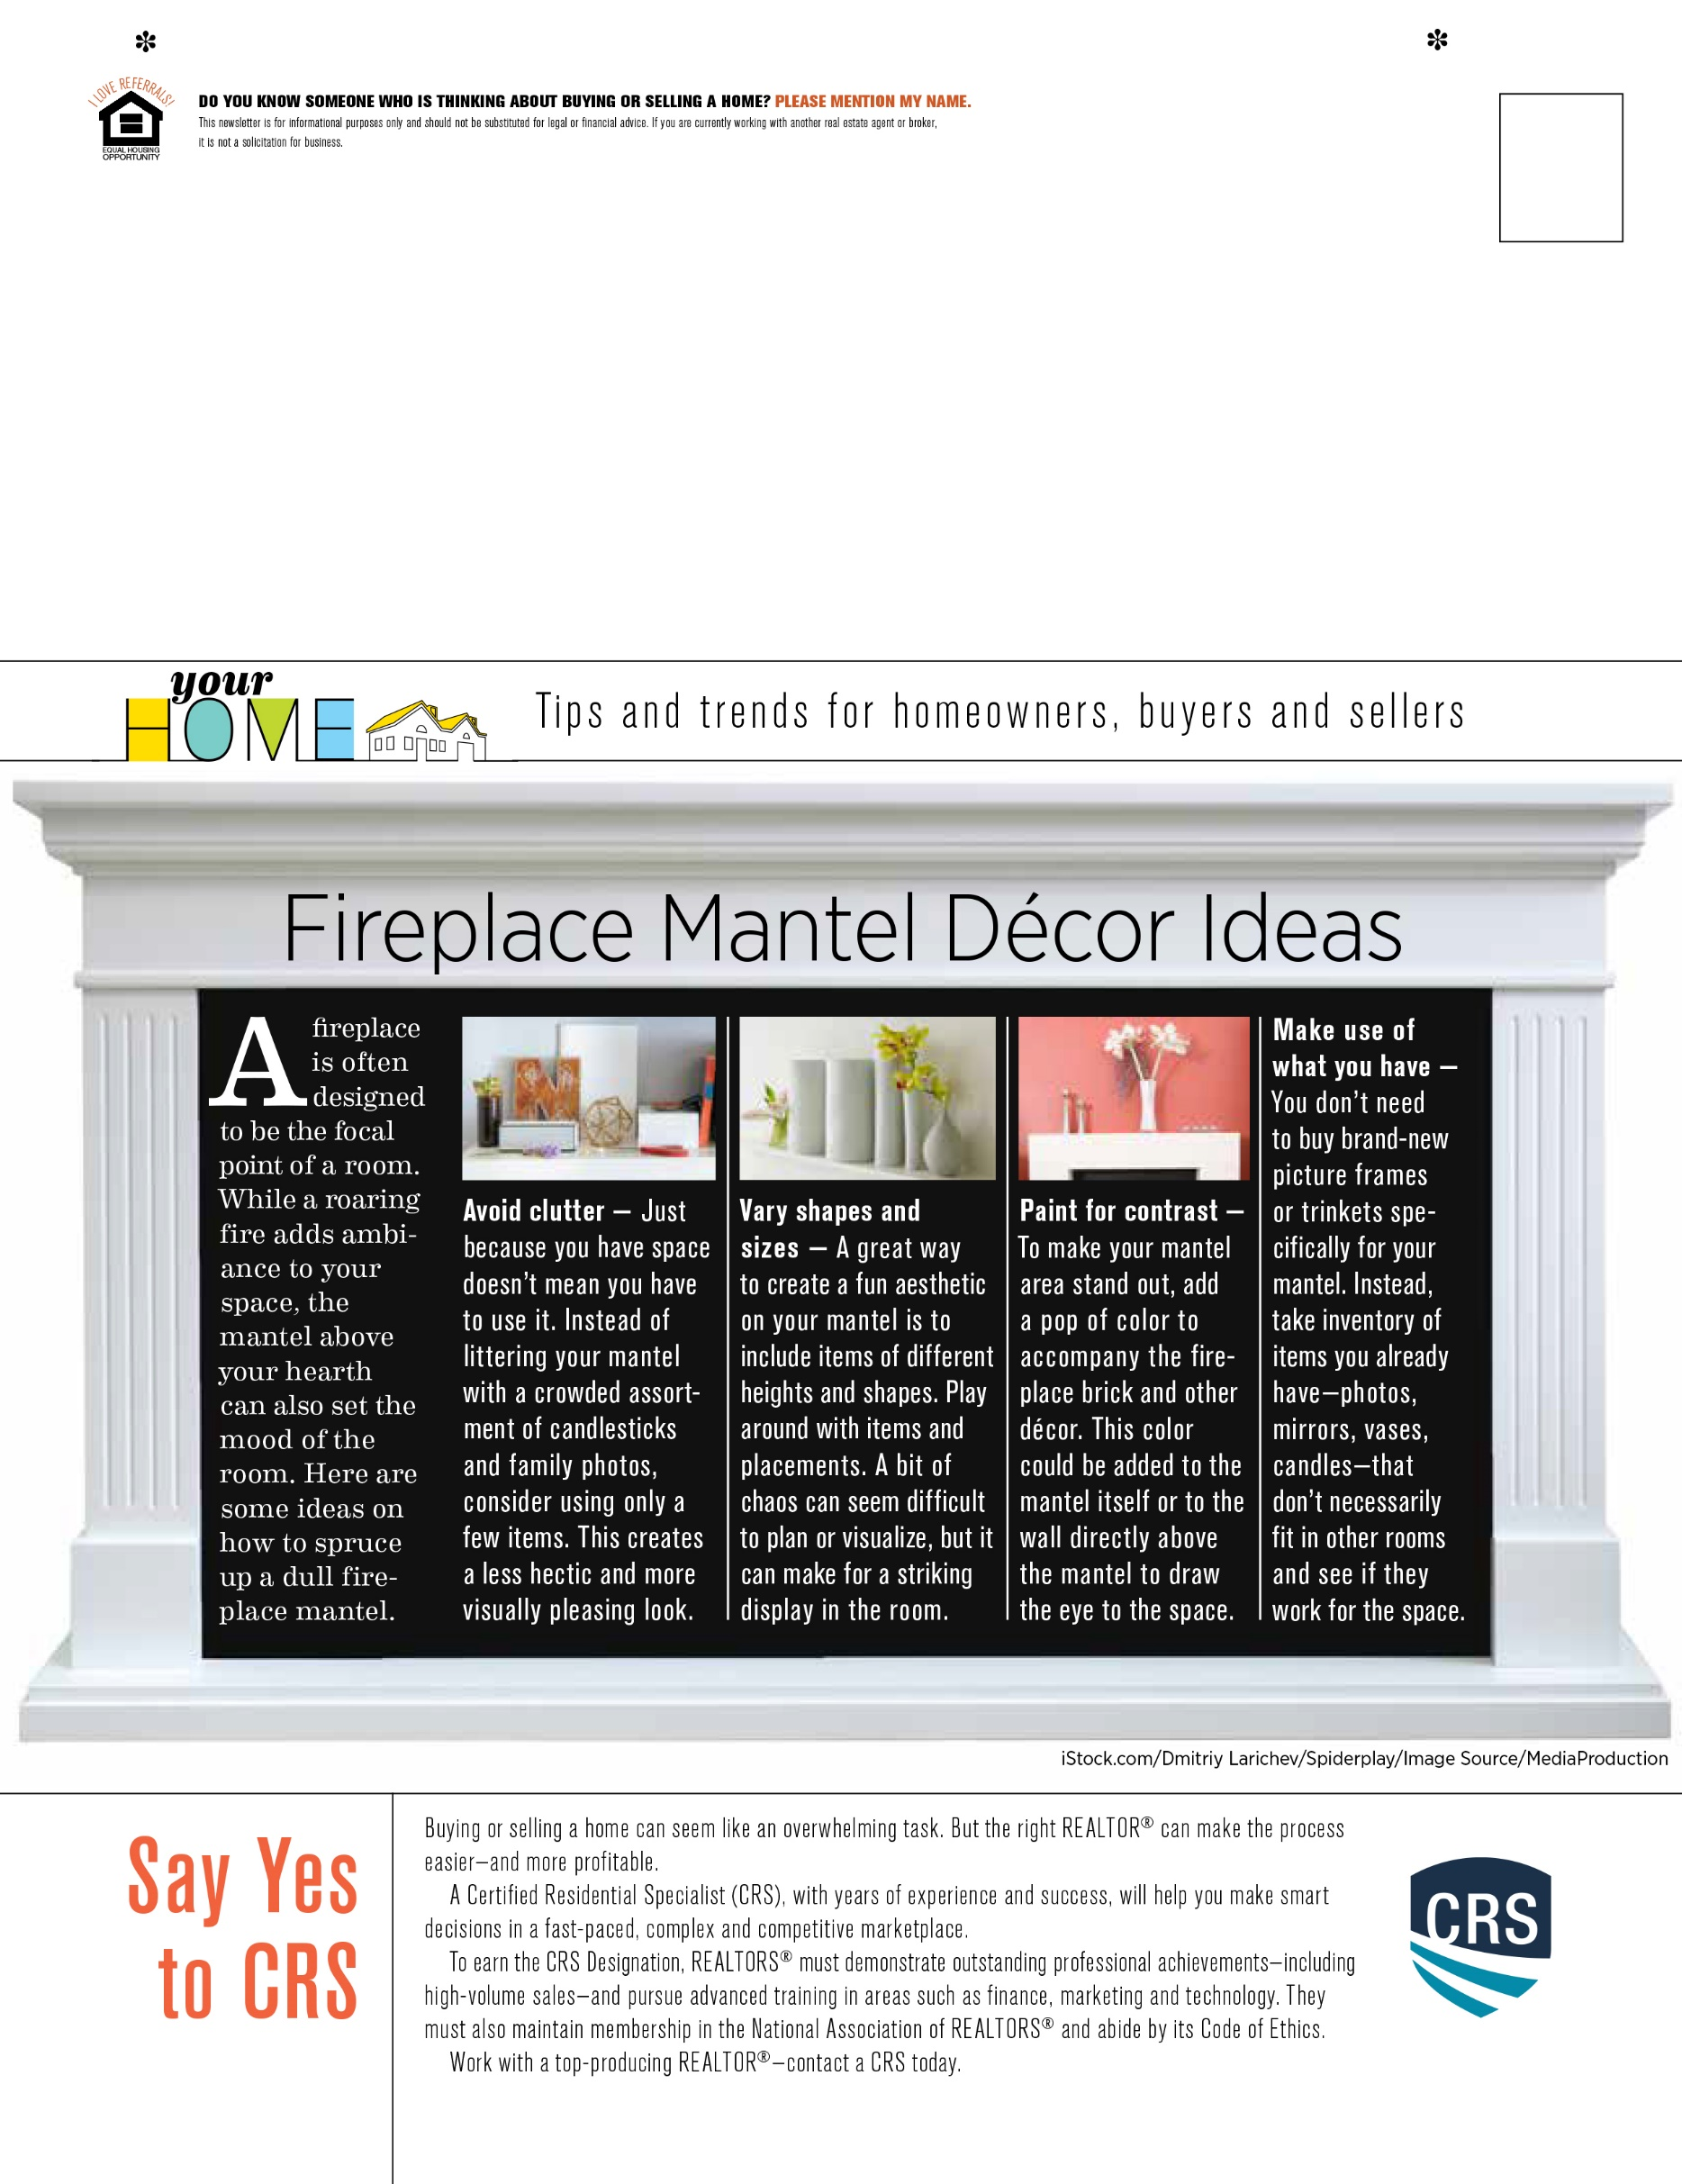 *
*
I LOVE REFERRALS!
EQUAL HOUSING
OPPORTUNITY
DO YOU KNOW SOMEONE WHO IS THINKING ABOUT BUYING OR SELLING A HOME? PLEASE MENTION MY NAME.
This newsletter is for informational purposes only and should not be substituted for legal or financial advice. If you are currently working with another real estate agent or broker,
it is not a solicitation for business.
your
HOME
Tips and trends for homeowners, buyers and sellers
Fireplace Mantel Décor Ideas
A fireplace
is often
designed
to be the focal
point of a room.
While a roaring
fire adds ambi-
ance to your
space, the
mantel above
your hearth
can also set the
mood of the
room. Here are
some ideas on
how to spruce
up a dull fire-
place mantel.
Avoid clutter — Just
because you have space
doesn't mean you have
to use it. Instead of
littering your mantel
with a crowded assort-
ment of candlesticks
and family photos,
consider using only a
few items. This creates
a less hectic and more
visually pleasing look.
Vary shapes and
sizes — A great way
to create a fun aesthetic
on your mantel is to
include items of different
heights and shapes. Play
around with items and
placements. A bit of
chaos can seem difficult
to plan or visualize, but it
can make for a striking
display in the room.
Paint for contrast —
To make your mantel
area stand out, add
a pop of color to
accompany the fire-
place brick and other
décor. This color
could be added to the
mantel itself or to the
wall directly above
the mantel to draw
the eye to the space.
Make use of
what you have —
You don't need
to buy brand-new
picture frames
or trinkets spe-
cifically for your
mantel. Instead,
take inventory of
items you already
have—photos,
mirrors, vases,
candles—that
don't necessarily
fit in other rooms
and see if they
work for the space.
iStock.com/Dmitriy Larichev/Spiderplay/Image Source/MediaProduction
Say Yes
to CRS
Buying or selling a home can seem like an overwhelming task. But the right REALTOR® can make the process
easier—and more profitable.
A Certified Residential Specialist (CRS), with years of experience and success, will help you make smart
decisions in a fast-paced, complex and competitive marketplace.
To earn the CRS Designation, REALTORS® must demonstrate outstanding professional achievements—including
high-volume sales—and pursue advanced training in areas such as finance, marketing and technology. They
must also maintain membership in the National Association of REALTORS® and abide by its Code of Ethics.
Work with a top-producing REALTOR®—contact a CRS today.
CRS